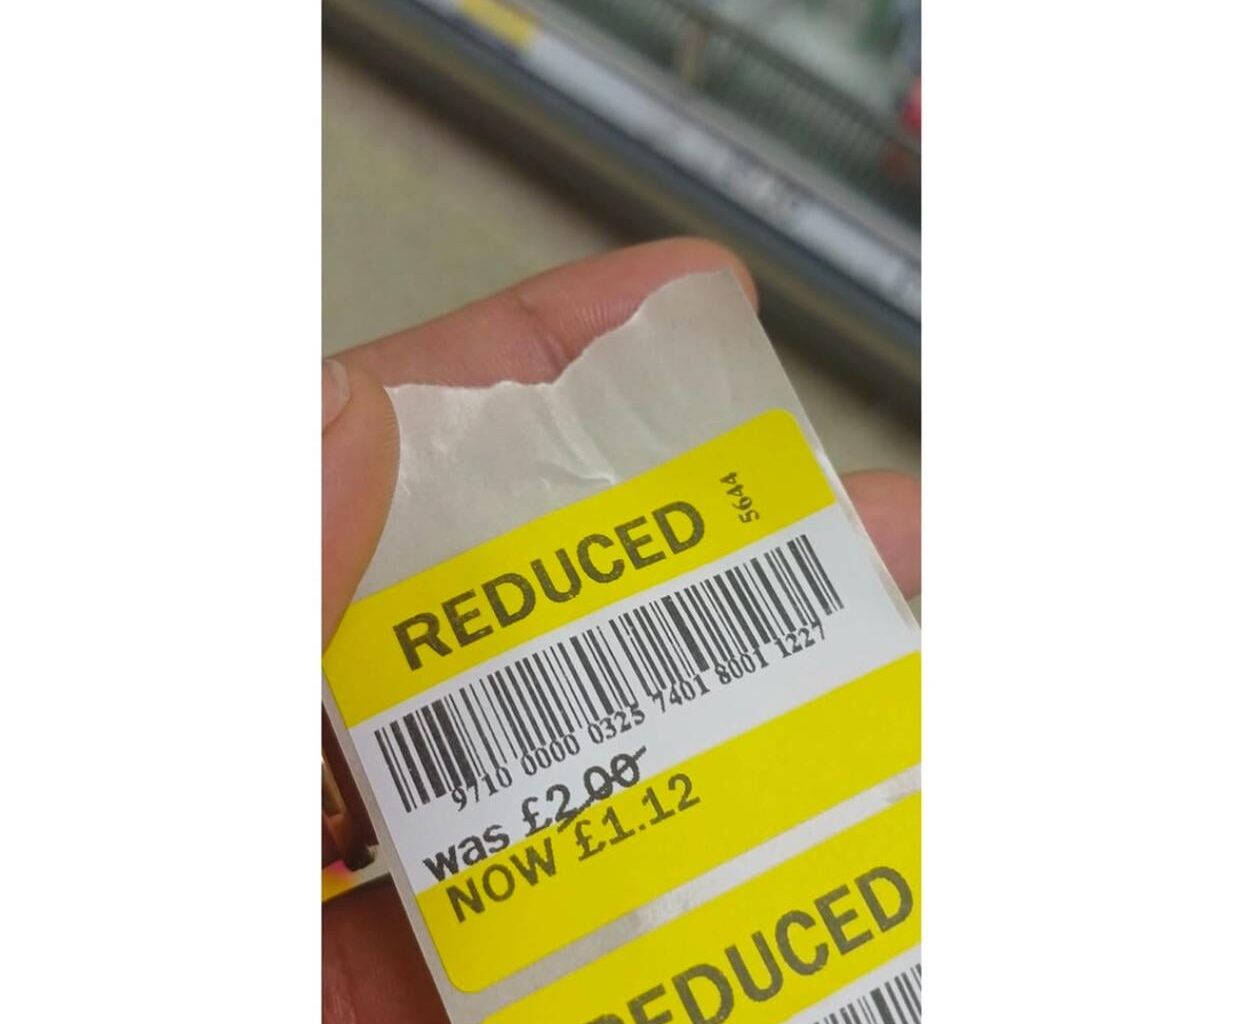 REDUCED
5644
9710 0000 0325 7401 8001 1227
was £2.00
NOW £1.12
REDUCED